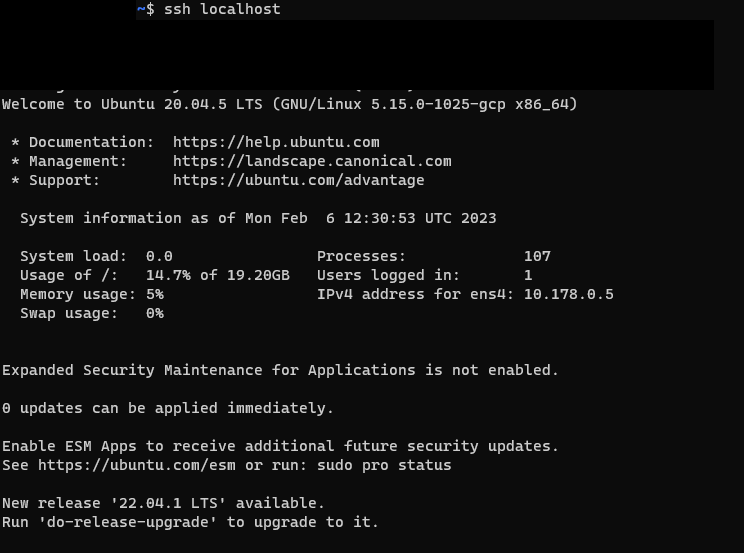 ~$ ssh localhost
Welcome to Ubuntu 20.04.5 LTS (GNU/Linux 5.15.0-1025-gcp x86_64)
* Documentation: https://help.ubuntu.com
* Management: https://landscape.canonical.com
* Support: https://ubuntu.com/advantage
System information as of Mon Feb 6 12:30:53 UTC 2023
System load: 0.0 Processes: 107
Usage of /: 14.7% of 19.20GB Users logged in: 1
Memory usage: 5% IPv4 address for ens4: 10.178.0.5
Swap usage: 0%
Expanded Security Maintenance for Applications is not enabled.
0 updates can be applied immediately.
Enable ESM Apps to receive additional future security updates.
See https://ubuntu.com/esm or run: sudo pro status
New release '22.04.1 LTS' available.
Run 'do-release-upgrade' to upgrade to it.